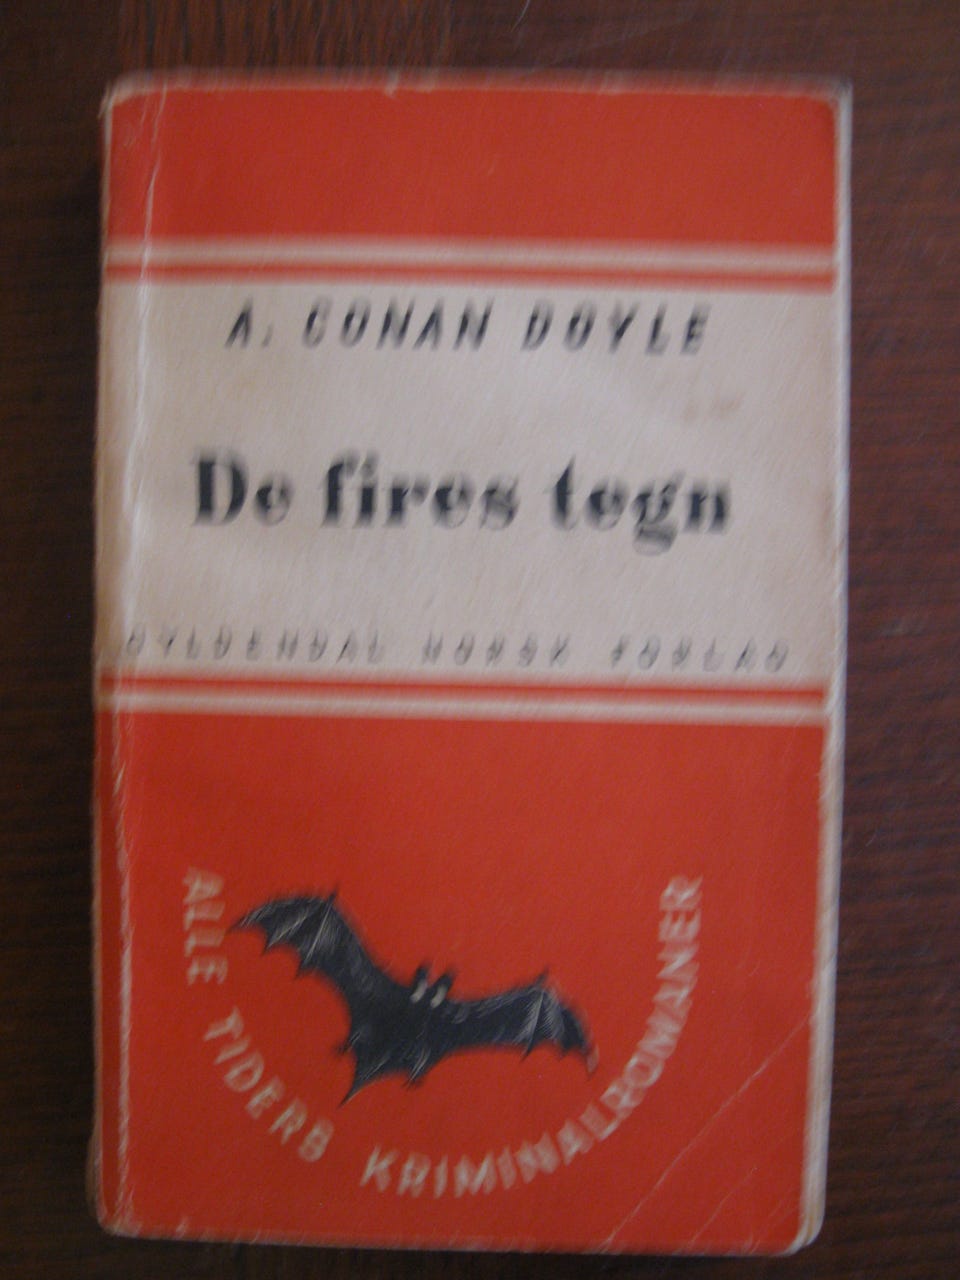 A. CONAN DOYLE
De fires tegn
GYLDENDAL NORSK FORLAG
ALLE TIDERS KRIMINALROMANER